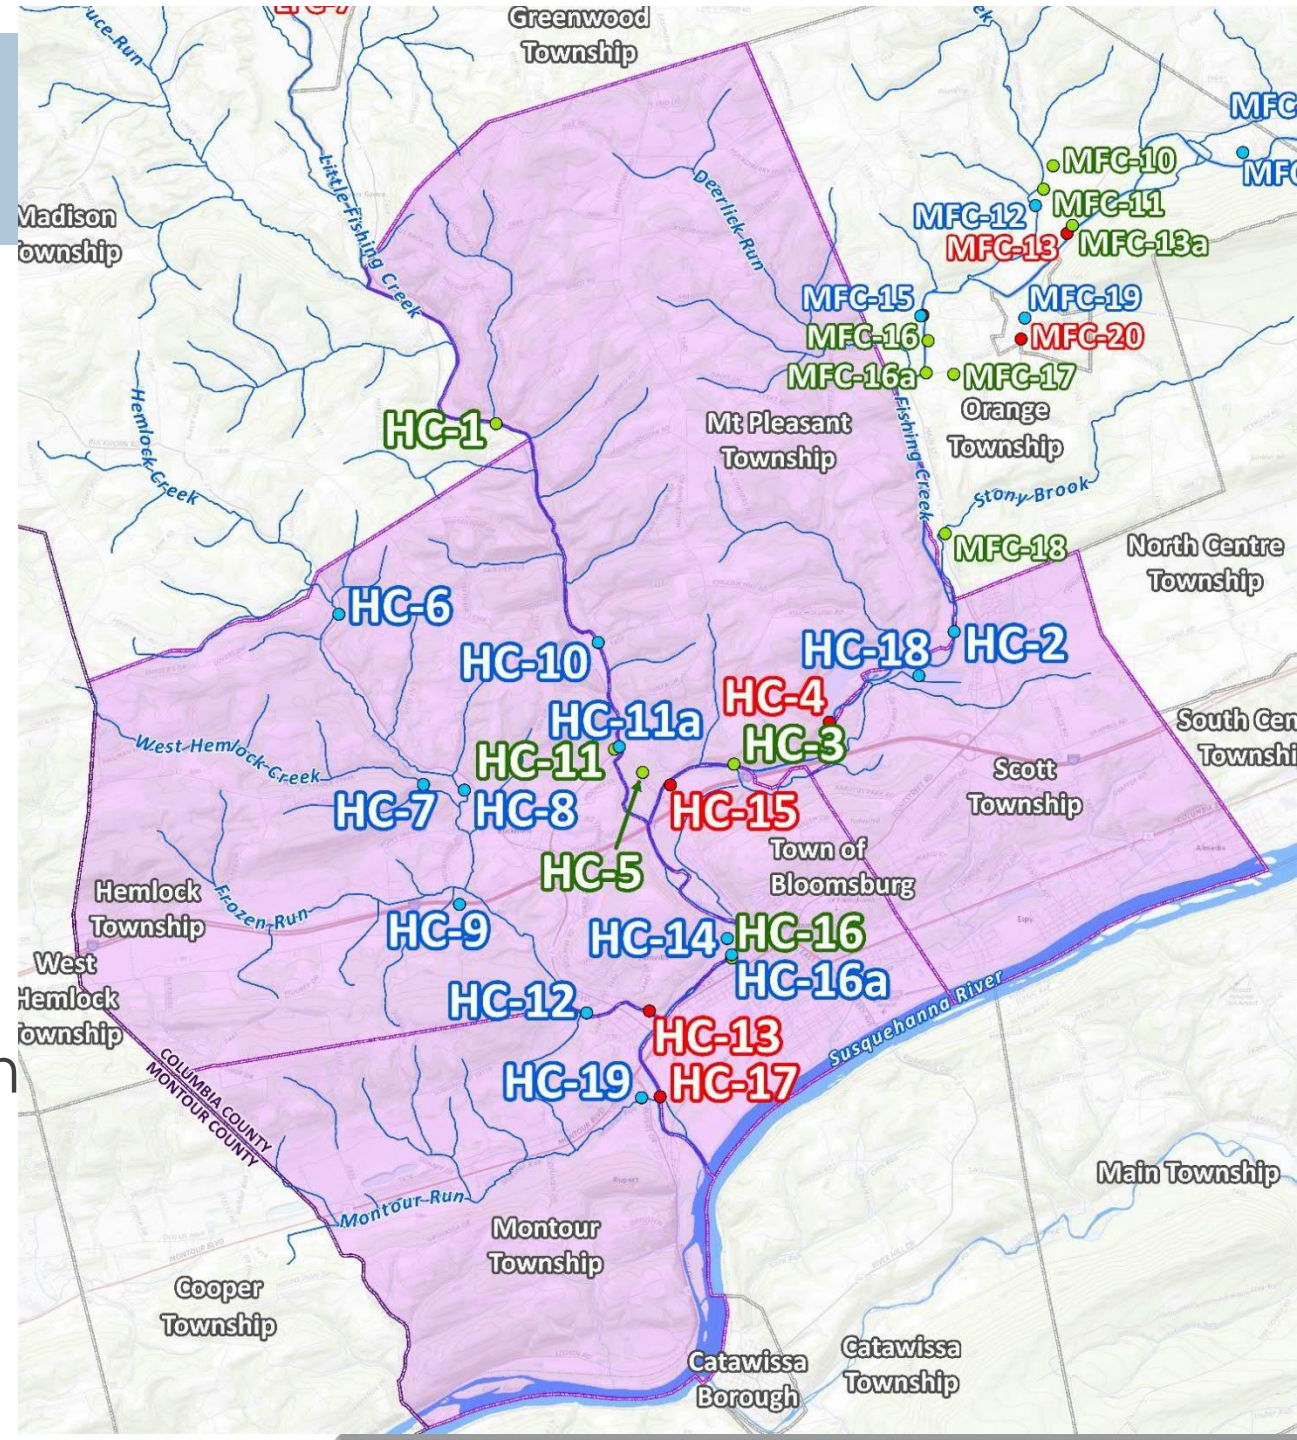 Greenwood
Township
Little Fishing Creek
Deerlick Run
MFC-10
MFC-11
MFC-12
MFC-13
MFC-13a
Madison
MFC-15
MFC-19
MFC-16
MFC-20
MFC-16a
MFC-17
Hemlock Creek
HC-1
Mt Pleasant
Township
Fishing Creek
Orange
Township
Stony Brook
MFC-18
North Centre
Township
HC-6
HC-10
HC-18
HC-2
HC-4
HC-11a
HC-3
HC-11
West Hemlock Creek
HC-7
HC-8
HC-15
Scott
Township
HC-5
Town of
Bloomsburg
Hemlock
Township
Frozen Run
HC-9
HC-14
HC-16
HC-16a
West
Hemlock
Township
HC-12
HC-13
Susquehanna River
HC-19
HC-17
COLUMBIA COUNTY
MONTOUR COUNTY
Main Township
Montour Run
Montour
Township
Cooper
Township
Catawissa
Borough
Catawissa
Township